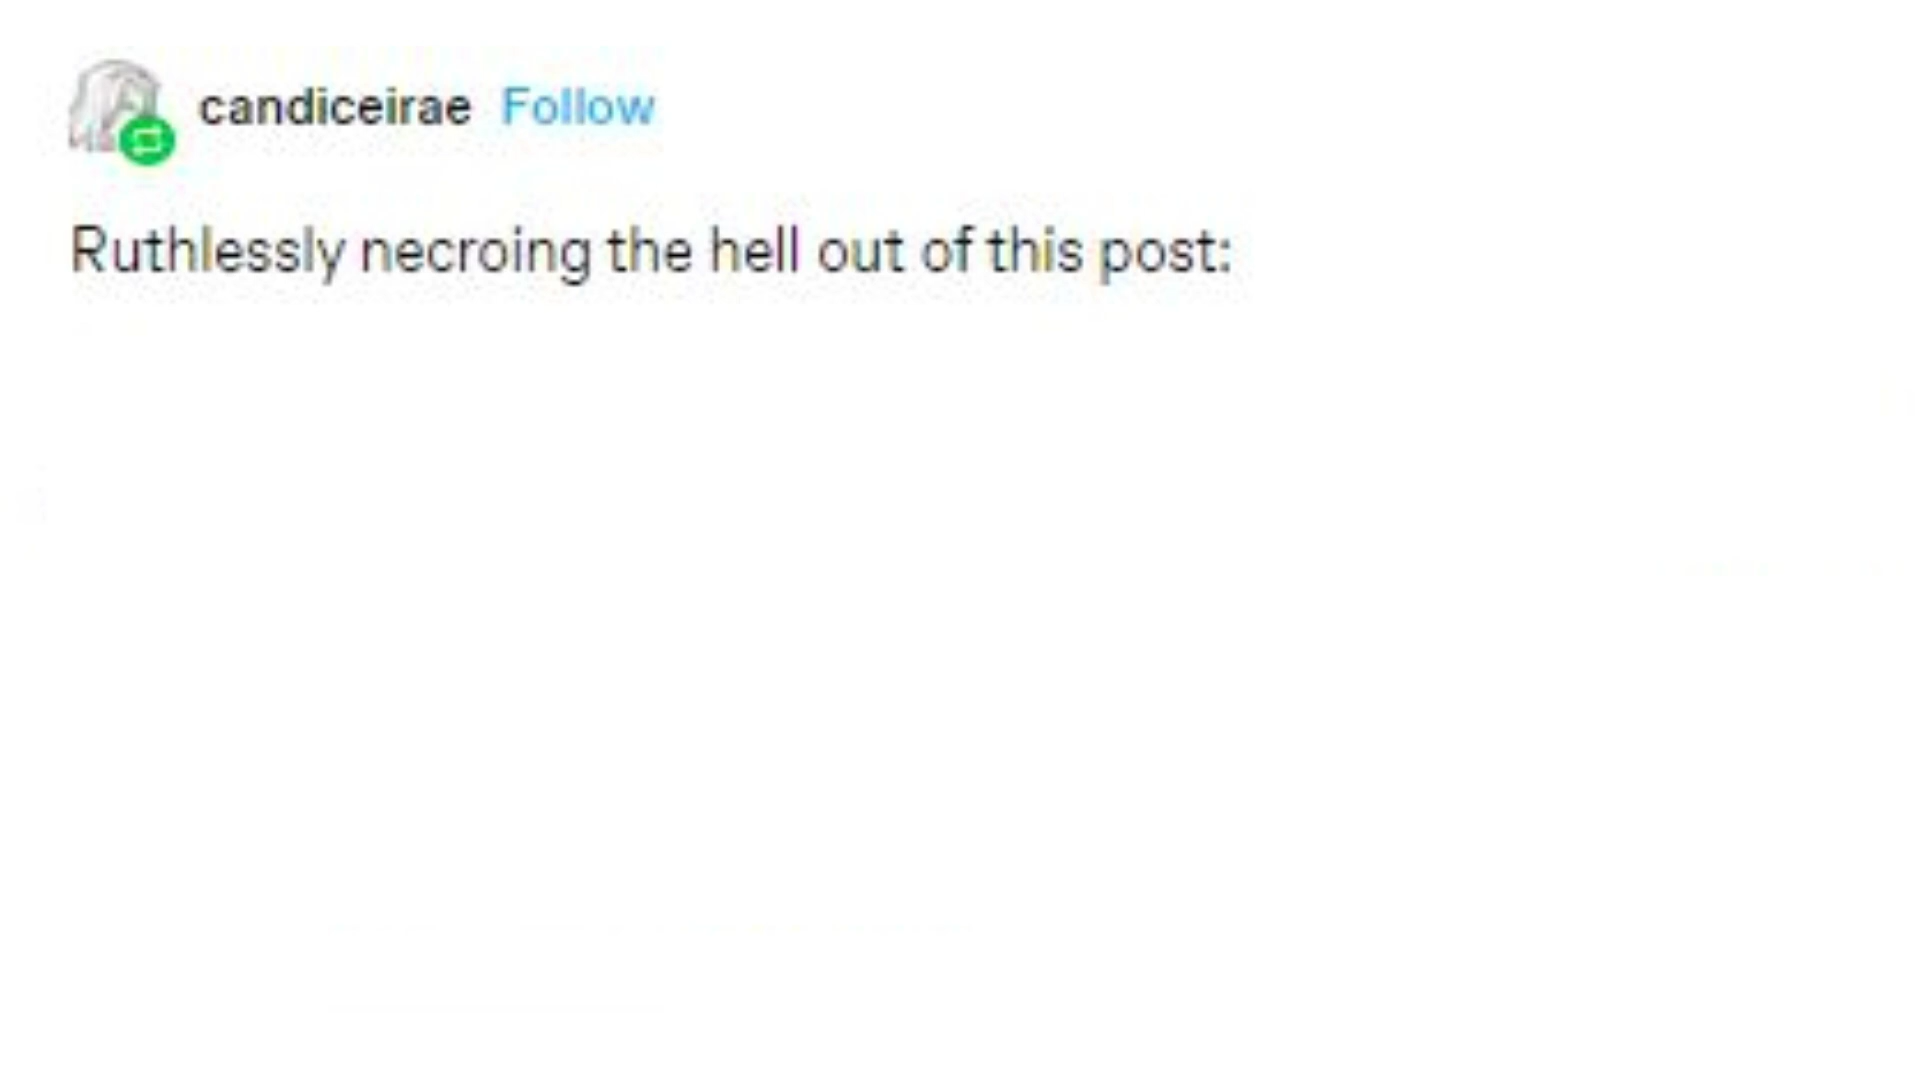 candiceirae Follow
Ruthlessly necroing the hell out of this post: